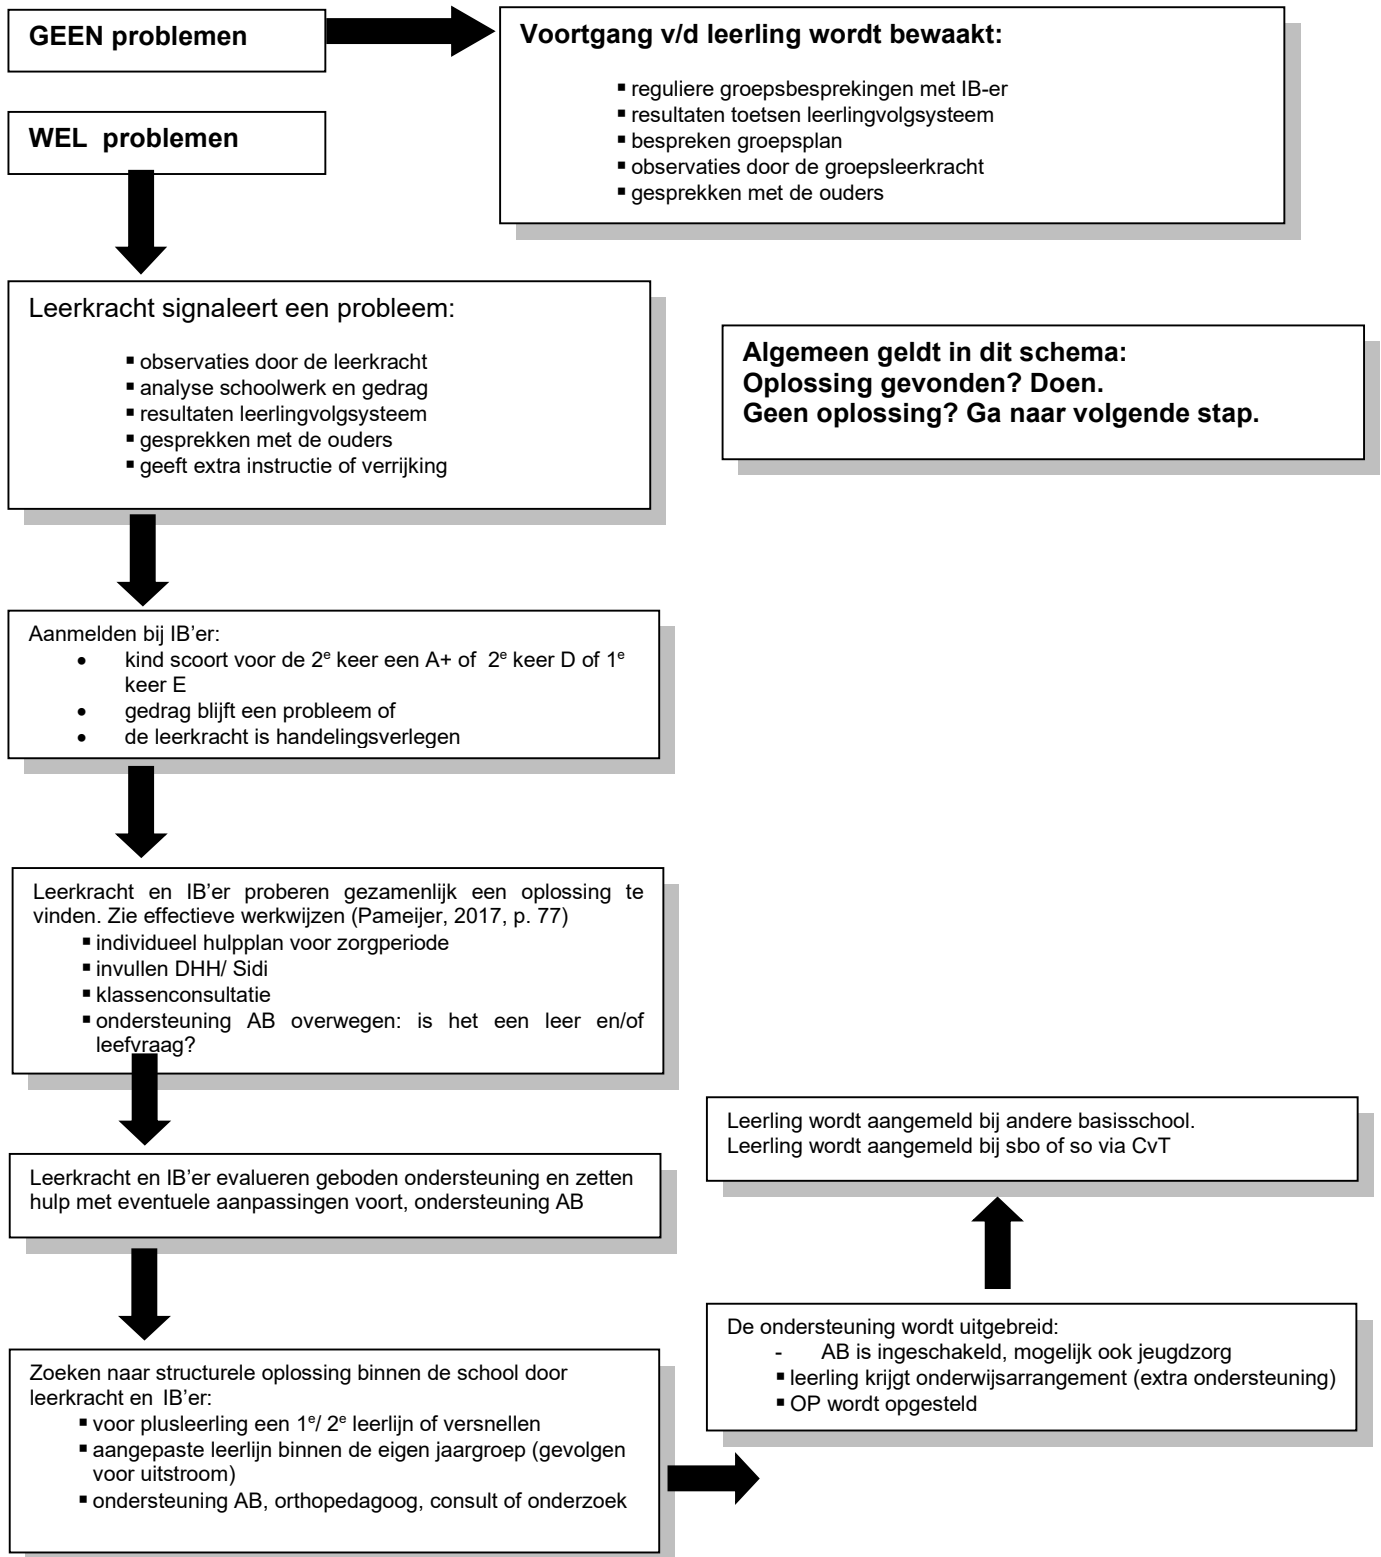 GEEN problemen
Voortgang v/d leerling wordt bewaakt:
▪ reguliere groepsbesprekingen met IB-er
▪ resultaten toetsen leerlingvolgsysteem
▪ bespreken groepsplan
▪ observaties door de groepsleerkracht
▪ gesprekken met de ouders
WEL problemen
Leerkracht signaleert een probleem:
▪ observaties door de leerkracht
▪ analyse schoolwerk en gedrag
▪ resultaten leerlingvolgsysteem
▪ gesprekken met de ouders
▪ geeft extra instructie of verrijking
Algemeen geldt in dit schema:
Oplossing gevonden? Doen.
Geen oplossing? Ga naar volgende stap.
Aanmelden bij IB’er:
• kind scoort voor de 2e keer een A+ of 2e keer D of 1e
keer E
• gedrag blijft een probleem of
• de leerkracht is handelingsverlegen
Leerkracht en IB’er proberen gezamenlijk een oplossing te
vinden. Zie effectieve werkwijzen (Pameijer, 2017, p. 77)
▪ individueel hulpplan voor zorgperiode
▪ invullen DHH/ Sidi
▪ klassenconsultatie
▪ ondersteuning AB overwegen: is het een leer en/of
leefvraag?
Leerkracht en IB’er evalueren geboden ondersteuning en zetten
hulp met eventuele aanpassingen voort, ondersteuning AB
Zoeken naar structurele oplossing binnen de school door
leerkracht en IB’er:
▪ voor plusleerling een 1e/ 2e leerlijn of versnellen
▪ aangepaste leerlijn binnen de eigen jaargroep (gevolgen
voor uitstroom)
▪ ondersteuning AB, orthopedagoog, consult of onderzoek
De ondersteuning wordt uitgebreid:
- AB is ingeschakeld, mogelijk ook jeugdzorg
▪ leerling krijgt onderwijsarrangement (extra ondersteuning)
▪ OP wordt opgesteld
Leerling wordt aangemeld bij andere basisschool.
Leerling wordt aangemeld bij sbo of so via CvT